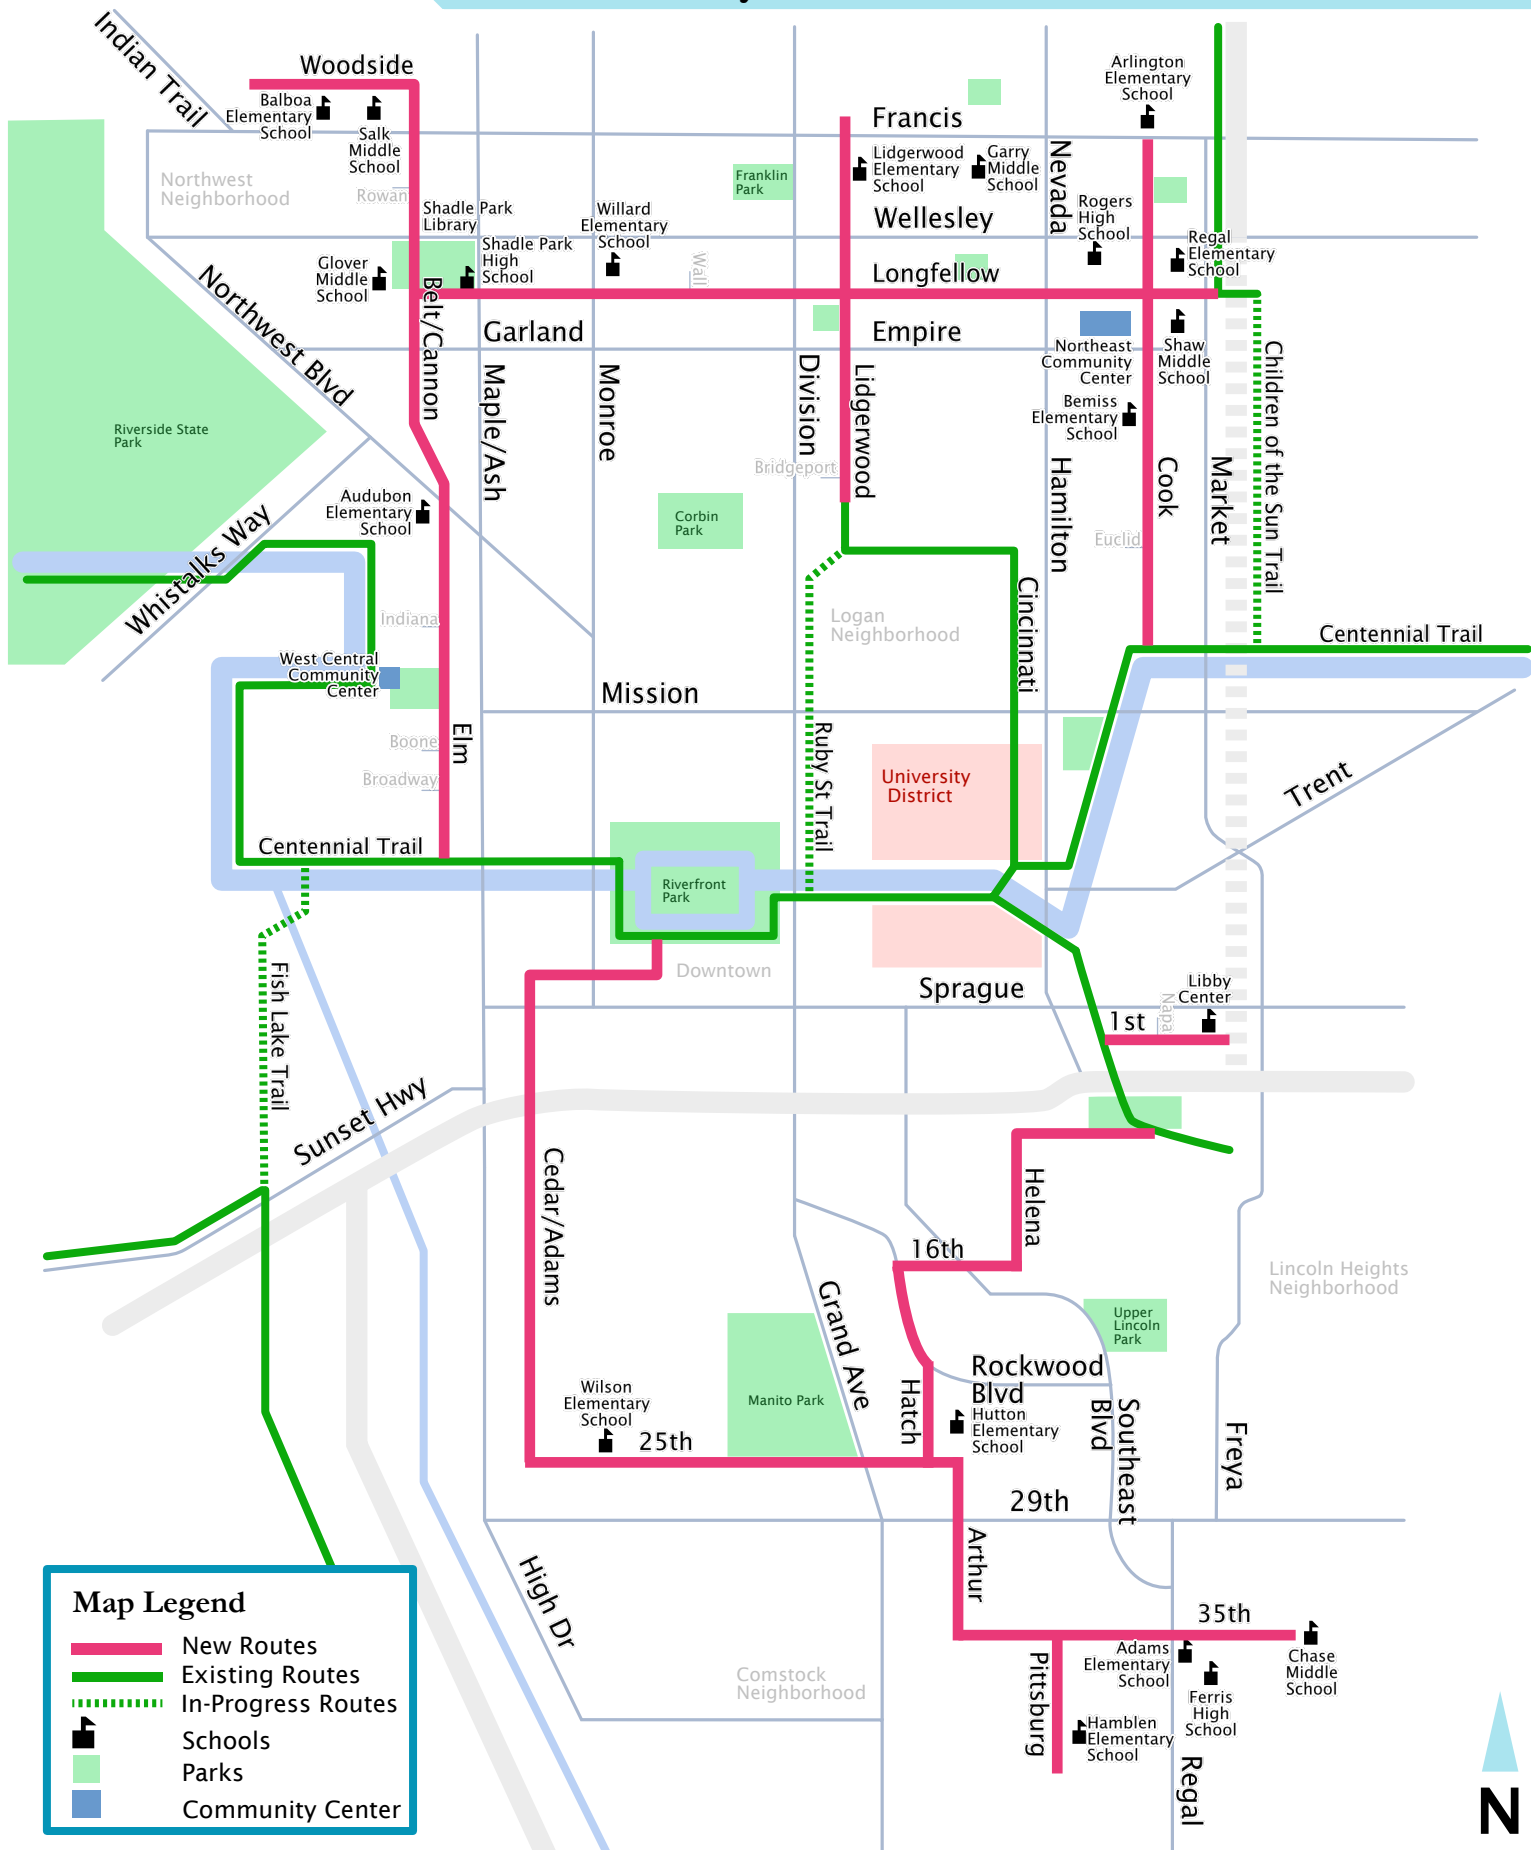 Woodside
Indian Trail
Balboa
Elementary
School
Salk
Middle
School
Arlington
Elementary
School
Francis
Lidgerwood
Elementary
School
Garry
Middle
School
Nevada
Northwest
Neighborhood
Rowan
Franklin
Park
Shadle Park
Library
Willard
Elementary
School
Wellesley
Rogers
High
School
Regal
Elementary
School
Shadle Park
High
School
Glover
Middle
School
Wall
Longfellow
Northwest Blvd
Belt/Cannon
Garland
Empire
Northeast
Community
Center
Shaw
Middle
School
Children of the Sun Trail
Maple/Ash
Monroe
Division
Lidgerwood
Bemiss
Elementary
School
Riverside State
Park
Bridgeport
Hamilton
Cook
Market
Audubon
Elementary
School
Corbin
Park
Whistalks Way
Euclid
Cincinnati
Indiana
Logan
Neighborhood
Centennial Trail
West Central
Community
Center
Mission
Elm
Boone
Broadway
Ruby St Trail
University
District
Trent
Centennial Trail
Riverfront
Park
Downtown
Fish Lake Trail
Sprague
Libby
Center
Napa
1st
Sunset Hwy
Cedar/Adams
Helena
16th
Lincoln Heights
Neighborhood
Grand Ave
Upper
Lincoln
Park
Rockwood
Blvd
Hatch
Wilson
Elementary
School
Manito Park
Hutton
Elementary
School
Southeast
Blvd
Freya
25th
29th
Arthur
High Dr
35th
Pittsburg
Adams
Elementary
School
Chase
Middle
School
Ferris
High
School
Comstock
Neighborhood
Hamblen
Elementary
School
Regal
Map Legend
New Routes
Existing Routes
In-Progress Routes
Schools
Parks
Community Center
N